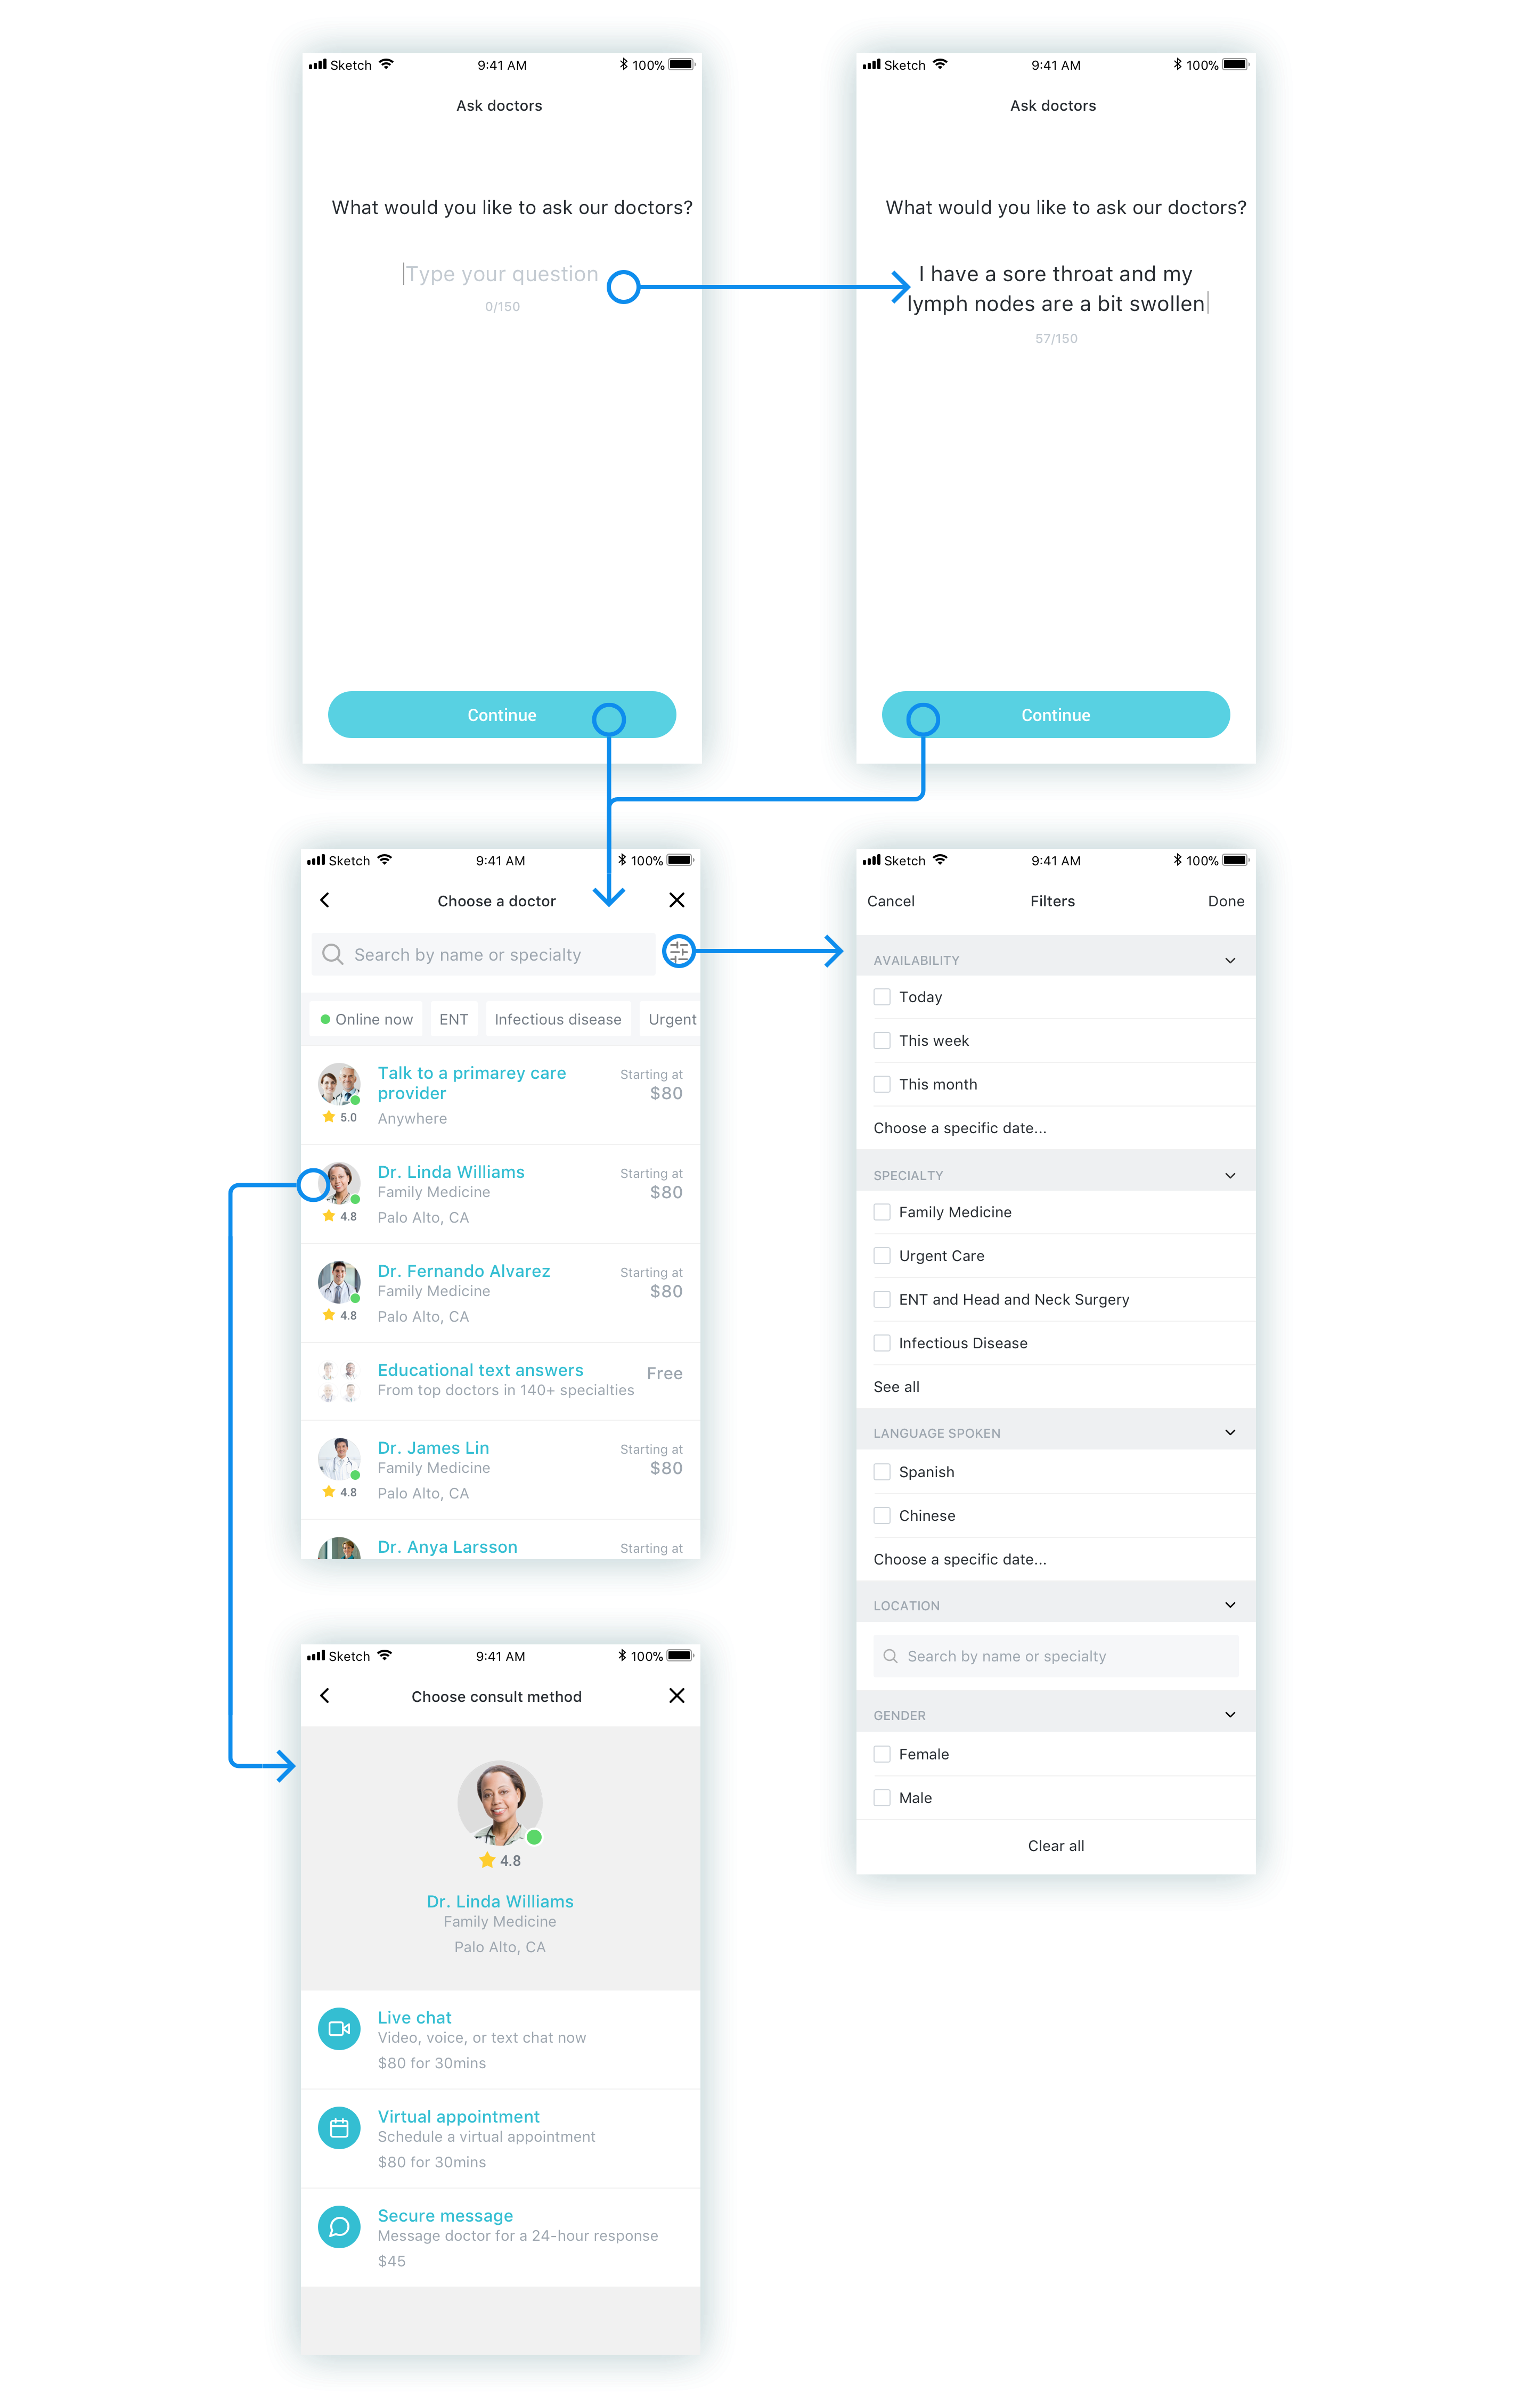 Sketch 9:41 AM 100%
Ask doctors
What would you like to ask our doctors?
Type your question
0/150
Continue
Sketch 9:41 AM 100%
Ask doctors
What would you like to ask our doctors?
I have a sore throat and my
lymph nodes are a bit swollen
57/150
Continue
Sketch 9:41 AM 100%
Choose a doctor
Search by name or specialty
Online now ENT Infectious disease Urgent
Talk to a primarey care Starting at
provider $80
5.0 Anywhere
Dr. Linda Williams Starting at
Family Medicine $80
4.8 Palo Alto, CA
Dr. Fernando Alvarez Starting at
Family Medicine $80
4.8 Palo Alto, CA
Educational text answers Free
From top doctors in 140+ specialties
Dr. James Lin Starting at
Family Medicine $80
4.8 Palo Alto, CA
Dr. Anya Larsson Starting at
Sketch 9:41 AM 100%
Cancel Filters Done
AVAILABILITY
Today
This week
This month
Choose a specific date...
SPECIALTY
Family Medicine
Urgent Care
ENT and Head and Neck Surgery
Infectious Disease
See all
LANGUAGE SPOKEN
Spanish
Chinese
Choose a specific date...
LOCATION
Search by name or specialty
GENDER
Female
Male
Clear all
Sketch 9:41 AM 100%
Choose consult method
4.8
Dr. Linda Williams
Family Medicine
Palo Alto, CA
Live chat
Video, voice, or text chat now
$80 for 30mins
Virtual appointment
Schedule a virtual appointment
$80 for 30mins
Secure message
Message doctor for a 24-hour response
$45